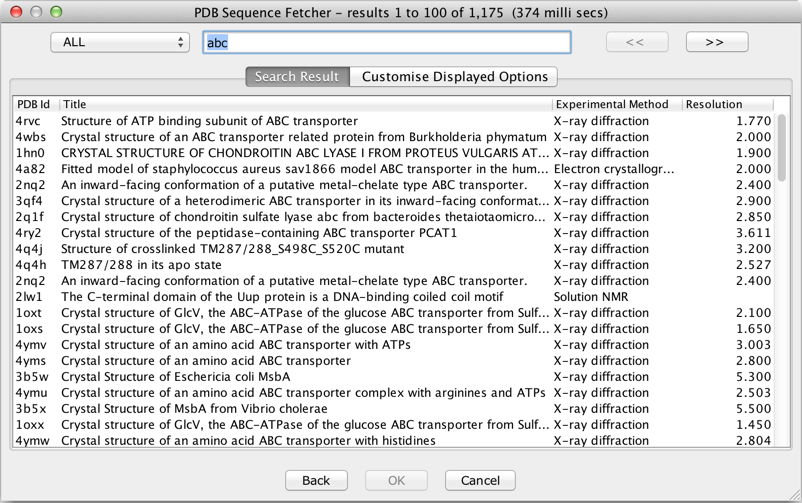 PDB Sequence Fetcher – results 1 to 100 of 1,175 (374 milli secs)
ALL abc << >>
Search Result Customise Displayed Options
PDB Id Title Experimental Method Resolution
4rvc Structure of ATP binding subunit of ABC transporter X-ray diffraction 1.770
4wbs Crystal structure of an ABC transporter related protein from Burkholderia phymatum X-ray diffraction 2.000
1hn0 CRYSTAL STRUCTURE OF CHONDROITIN ABC LYASE I FROM PROTEUS VULGARIS AT... X-ray diffraction 1.900
4a82 Fitted model of staphylococcus aureus sav1866 model ABC transporter in the hum... Electron crystallogr... 2.000
2nq2 An inward-facing conformation of a putative metal-chelate type ABC transporter. X-ray diffraction 2.400
3qf4 Crystal structure of a heterodimeric ABC transporter in its inward-facing conformat... X-ray diffraction 2.900
2q1f Crystal structure of chondroitin sulfate lyase abc from bacteroides thetaiotaomicro... X-ray diffraction 2.850
4ry2 Crystal structure of the peptidase-containing ABC transporter PCAT1 X-ray diffraction 3.611
4q4j Structure of crosslinked TM287/288_S498C_S520C mutant X-ray diffraction 3.200
4q4h TM287/288 in its apo state X-ray diffraction 2.527
2nq2 An inward-facing conformation of a putative metal-chelate type ABC transporter. X-ray diffraction 2.400
2lw1 The C-terminal domain of the Uup protein is a DNA-binding coiled coil motif Solution NMR
1oxt Crystal structure of GlcV, the ABC-ATPase of the glucose ABC transporter from Sulf... X-ray diffraction 2.100
1oxs Crystal structure of GlcV, the ABC-ATPase of the glucose ABC transporter from Sulf... X-ray diffraction 1.650
4ymv Crystal structure of an amino acid ABC transporter with ATPs X-ray diffraction 3.003
4yms Crystal structure of an amino acid ABC transporter X-ray diffraction 2.800
3b5w Crystal Structure of Eschericia coli MsbA X-ray diffraction 5.300
4ymu Crystal structure of an amino acid ABC transporter complex with arginines and ATPs X-ray diffraction 2.503
3b5x Crystal Structure of MsbA from Vibrio cholerae X-ray diffraction 5.500
1oxx Crystal structure of GlcV, the ABC-ATPase of the glucose ABC transporter from Sulf... X-ray diffraction 1.450
4ymw Crystal structure of an amino acid ABC transporter with histidines X-ray diffraction 2.804
Back OK Cancel